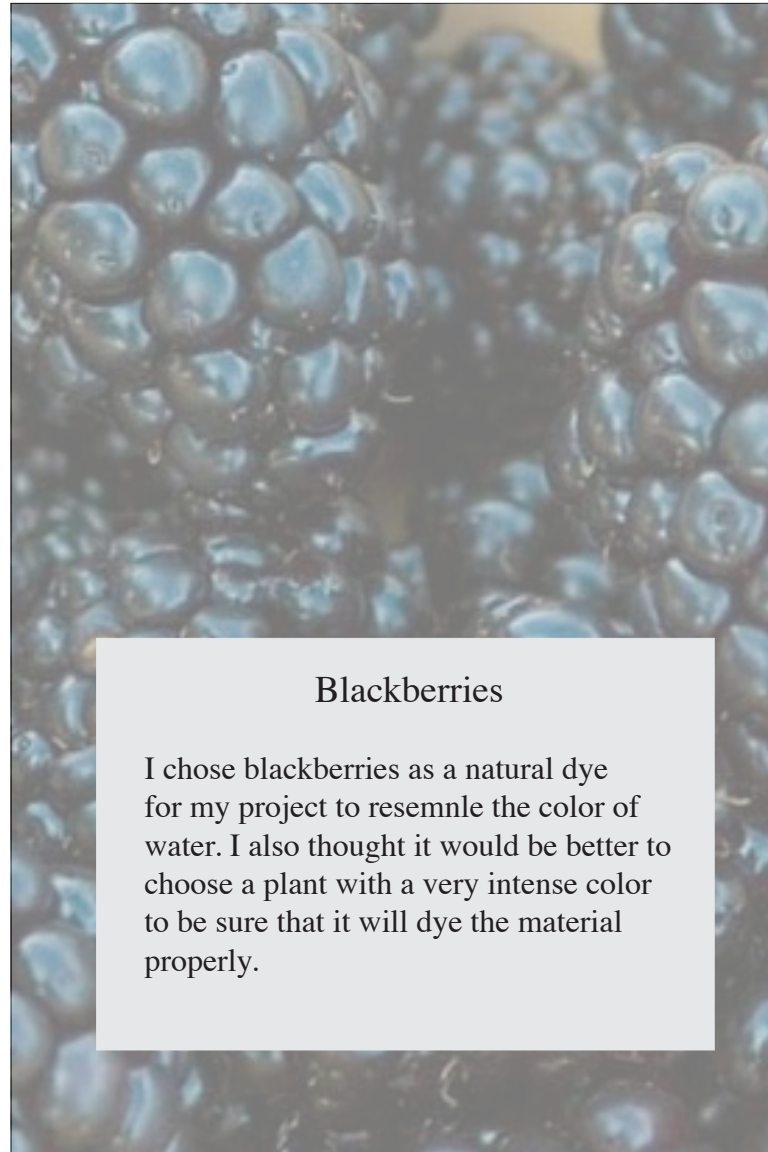 Blackberries
I chose blackberries as a natural dye
for my project to resemnle the color of
water. I also thought it would be better to
choose a plant with a very intense color
to be sure that it will dye the material
properly.